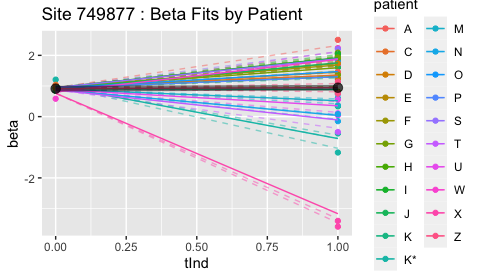 Site 749877 : Beta Fits by Patient
patient
A
C
D
E
F
G
H
I
J
K
K*
M
N
O
P
S
T
U
W
X
Z
beta
2
0
-2
0.00 0.25 0.50 0.75 1.00
tInd